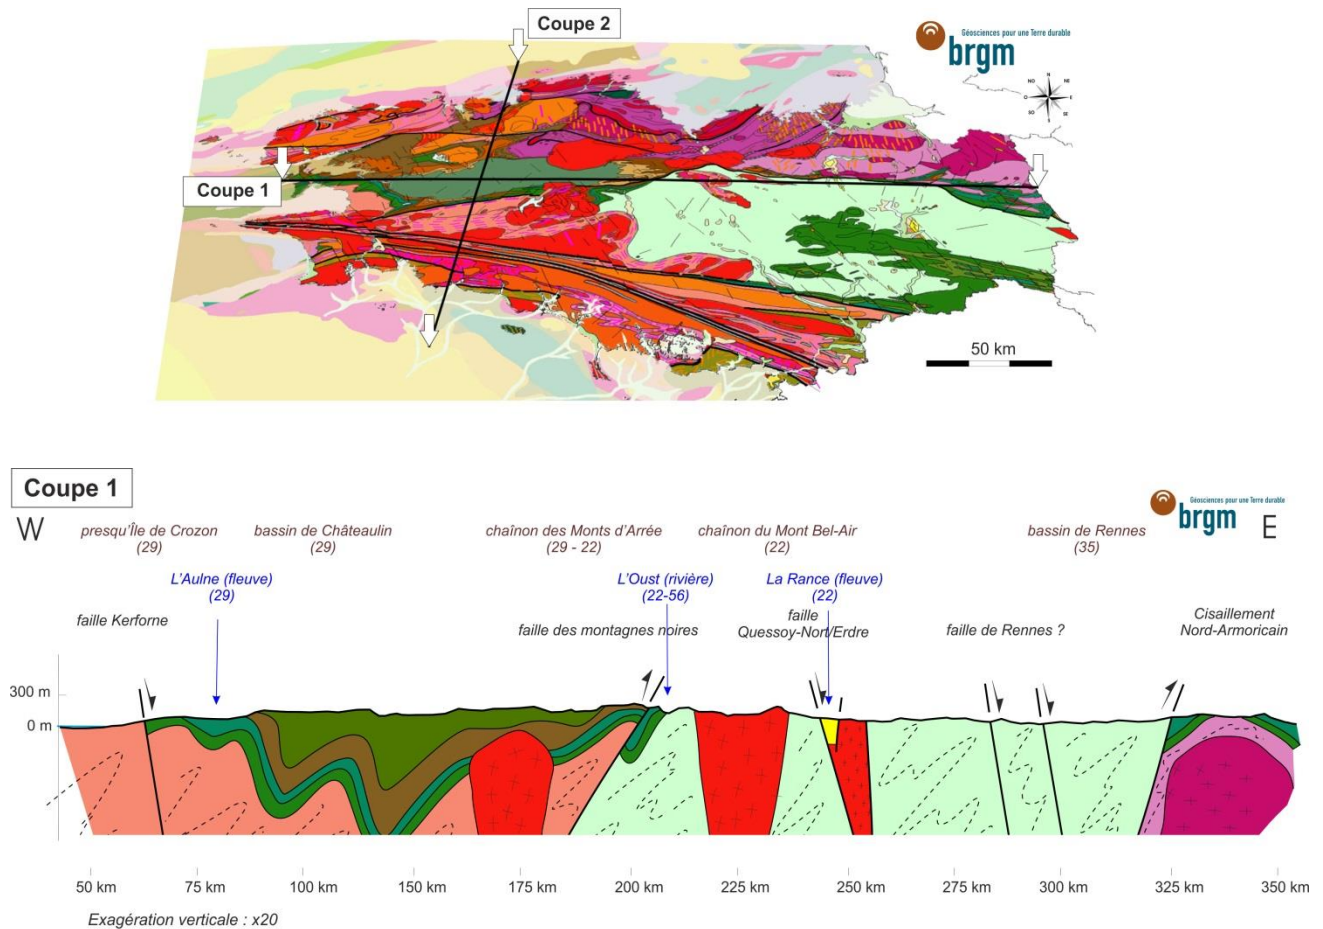 Coupe 2
Géosciences pour une Terre durable
brgm
N
NO
NE
O
E
SO
SE
S
Coupe 1
50 km
Coupe 1
Géosciences pour une Terre durable
brgm
W
E
presqu'Île de Crozon
(29)
bassin de Châteaulin
(29)
chaînon des Monts d'Arrée
(29 - 22)
chaînon du Mont Bel-Air
(22)
bassin de Rennes
(35)
L'Aulne (fleuve)
(29)
L'Oust (rivière)
(22-56)
La Rance (fleuve)
(22)
faille Kerforne
faille des montagnes noires
faille
Quessoy-Nort/Erdre
faille de Rennes ?
Cisaillement
Nord-Armoricain
300 m
0 m
50 km
75 km
100 km
150 km
175 km
200 km
225 km
250 km
275 km
300 km
325 km
350 km
Exagération verticale : x20